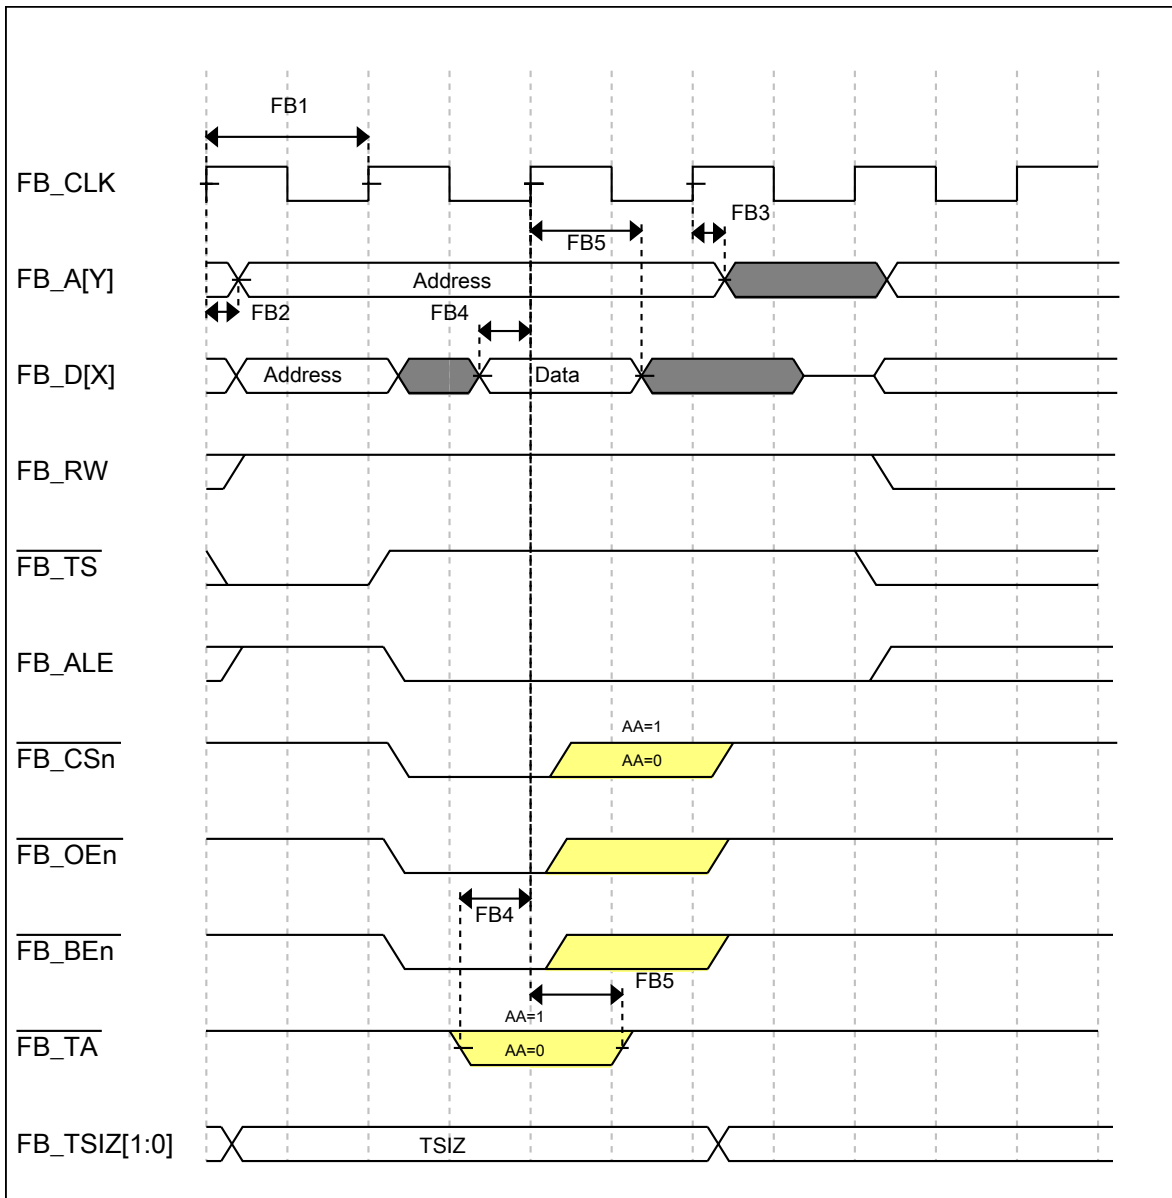 FB1
FB_CLK
FB3
FB5
FB_A[Y]
Address
FB2
FB4
FB_D[X]
Address
Data
FB_RW
FB_TS
FB_ALE
AA=1
FB_CSn
AA=0
FB_OEn
FB4
FB_BEn
FB5
AA=1
FB_TA
AA=0
FB_TSIZ[1:0]
TSIZ